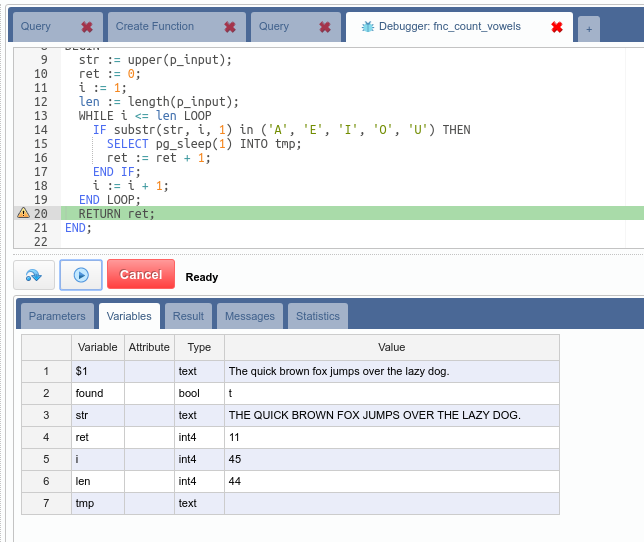 Query
Create Function
Query
Debugger: fnc_count_vowels
+
9 str := upper(p_input);
10 ret := 0;
11 i := 1;
12 len := length(p_input);
13 WHILE i <= len LOOP
14 IF substr(str, i, 1) in ('A', 'E', 'I', 'O', 'U') THEN
15 SELECT pg_sleep(1) INTO tmp;
16 ret := ret + 1;
17 END IF;
18 i := i + 1;
19 END LOOP;
20 RETURN ret;
21 END;
22
Cancel Ready
Parameters Variables Result Messages Statistics
Variable Attribute Type Value
1 $1 text The quick brown fox jumps over the lazy dog.
2 found bool t
3 str text THE QUICK BROWN FOX JUMPS OVER THE LAZY DOG.
4 ret int4 11
5 i int4 45
6 len int4 44
7 tmp text